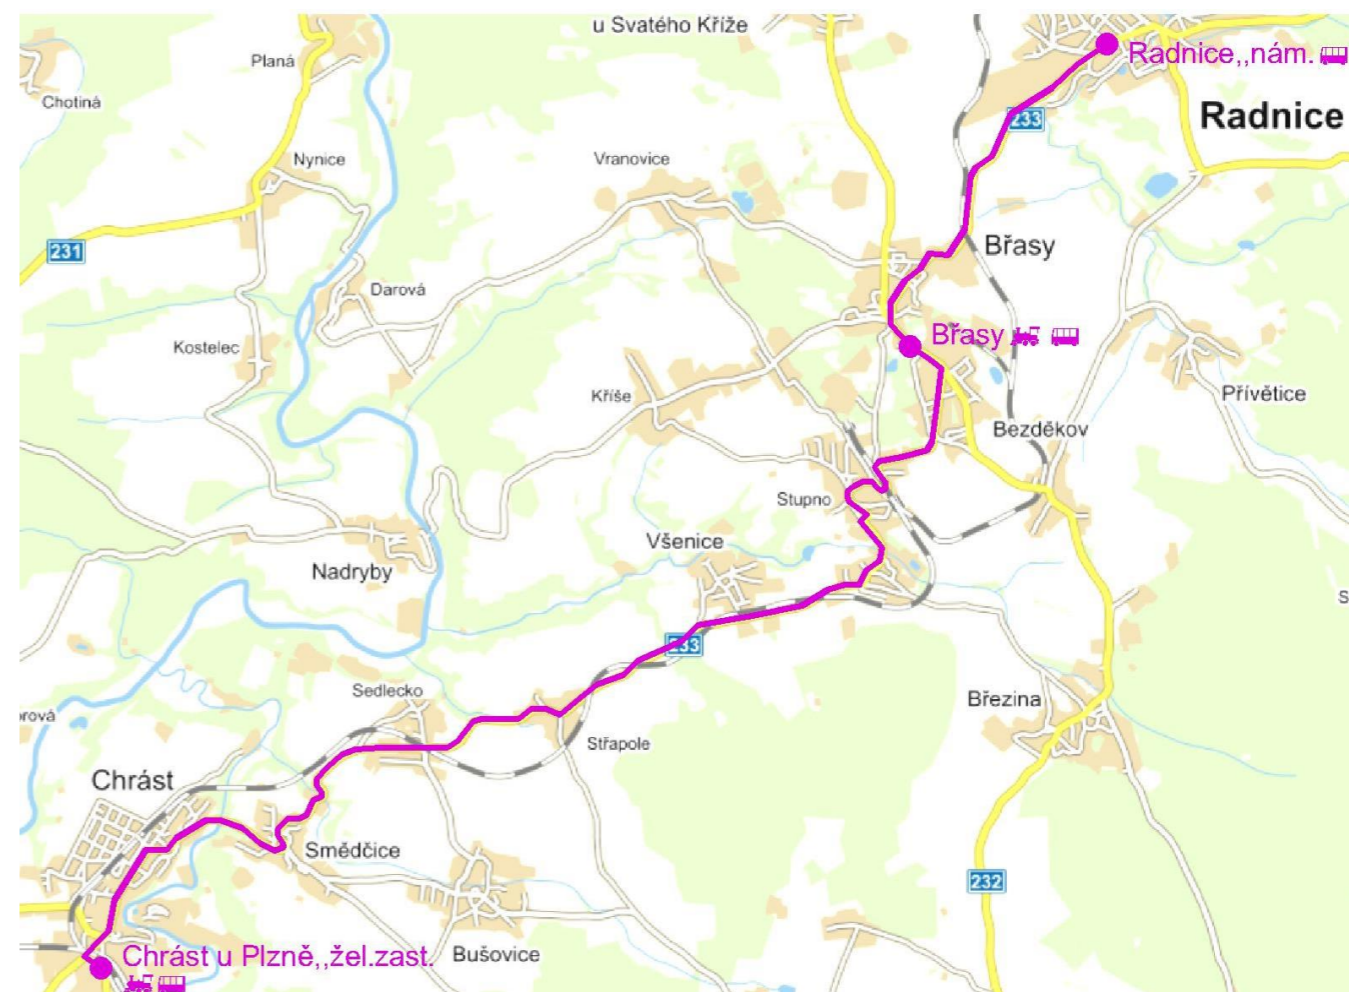 u Svatého Kříže
Radnice,,nám.
Planá
Chotiná
233
Radnice
Nynice
Vranovice
231
Břasy
Darová
Břasy
Kostelec
Kříše
Přívětice
Bezděkov
Stupno
Všenice
Nadryby
233
Sedlecko
Březina
orová
Střapole
Chrást
Smědčice
232
Bušovice
Chrást u Plzně,,žel.zast.
S